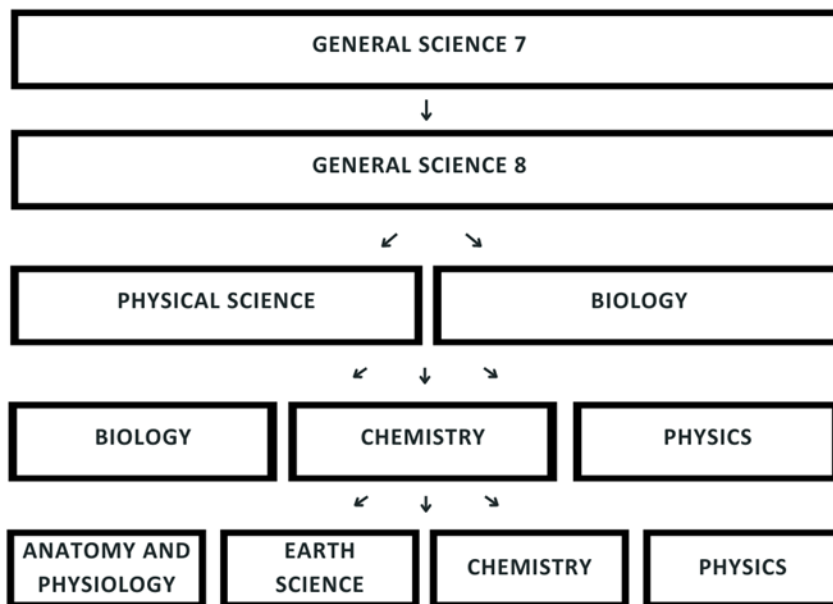 GENERAL SCIENCE 7
GENERAL SCIENCE 8
PHYSICAL SCIENCE
BIOLOGY
BIOLOGY
CHEMISTRY
PHYSICS
ANATOMY AND
PHYSIOLOGY
EARTH
SCIENCE
CHEMISTRY
PHYSICS